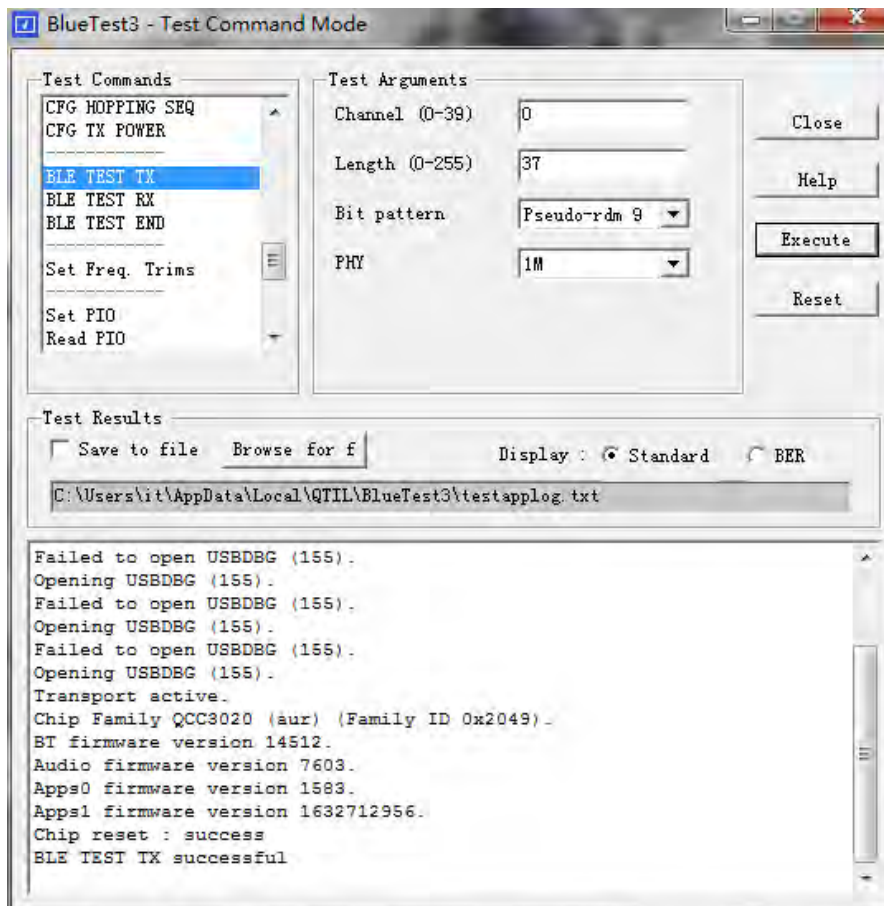 BlueTest3 - Test Command Mode
Test Commands
CFG HOPPING SEQ
CFG TX POWER
-------------
BLE TEST TX
BLE TEST RX
BLE TEST END
-------------
Set Freq. Trims
-------------
Set PIO
Read PIO
Test Arguments
Channel (0-39) 0
Length (0-255) 37
Bit pattern Pseudo-rdm 9
PHY 1M
Close
Help
Execute
Reset
Test Results
Save to file Browse for f Display : Standard BER
C:\Users\it\AppData\Local\QTIL\BlueTest3\testapplog.txt
Failed to open USBDBG (155).
Opening USBDBG (155).
Failed to open USBDBG (155).
Opening USBDBG (155).
Failed to open USBDBG (155).
Opening USBDBG (155).
Transport active.
Chip Family QCC3020 (aur) (Family ID 0x2049).
BT firmware version 14512.
Audio firmware version 7603.
Apps0 firmware version 1583.
Apps1 firmware version 1632712956.
Chip reset : success
BLE TEST TX successful